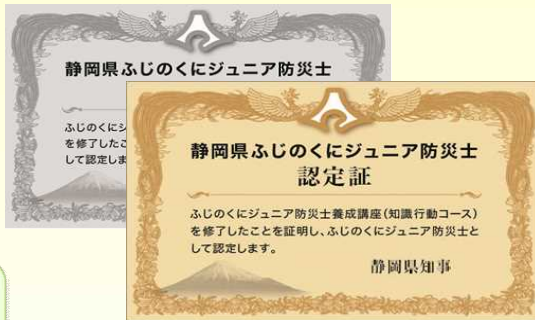 静岡県ふじのくにジュニア防災士
ふじのくにシ
を修了したこ
して認定しま
静岡県ふじのくにジュニア防災士
認定証
ふじのくにジュニア防災士養成講座(知識行動コース)
を修了したことを証明し、ふじのくにジュニア防災士と
して認定します。
静岡県知事